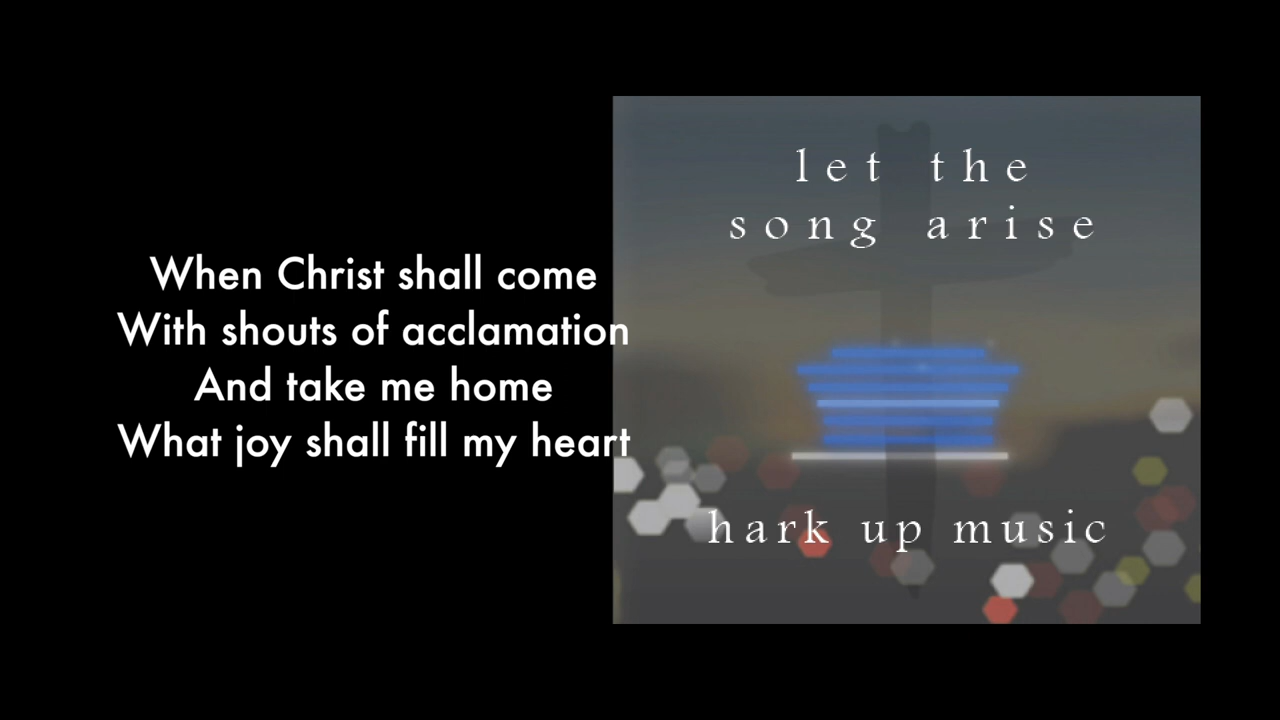 When Christ shall come
With shouts of acclamation
And take me home
What joy shall fill my heart
let the
song arise
hark up music